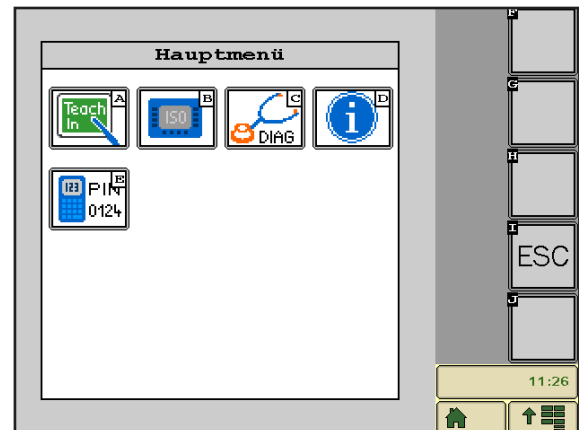 Hauptmenü
Teach In A
ISO B
DIAG C
i D
123 PIN 0124 E
F
G
H
I
ESC
J
11:26